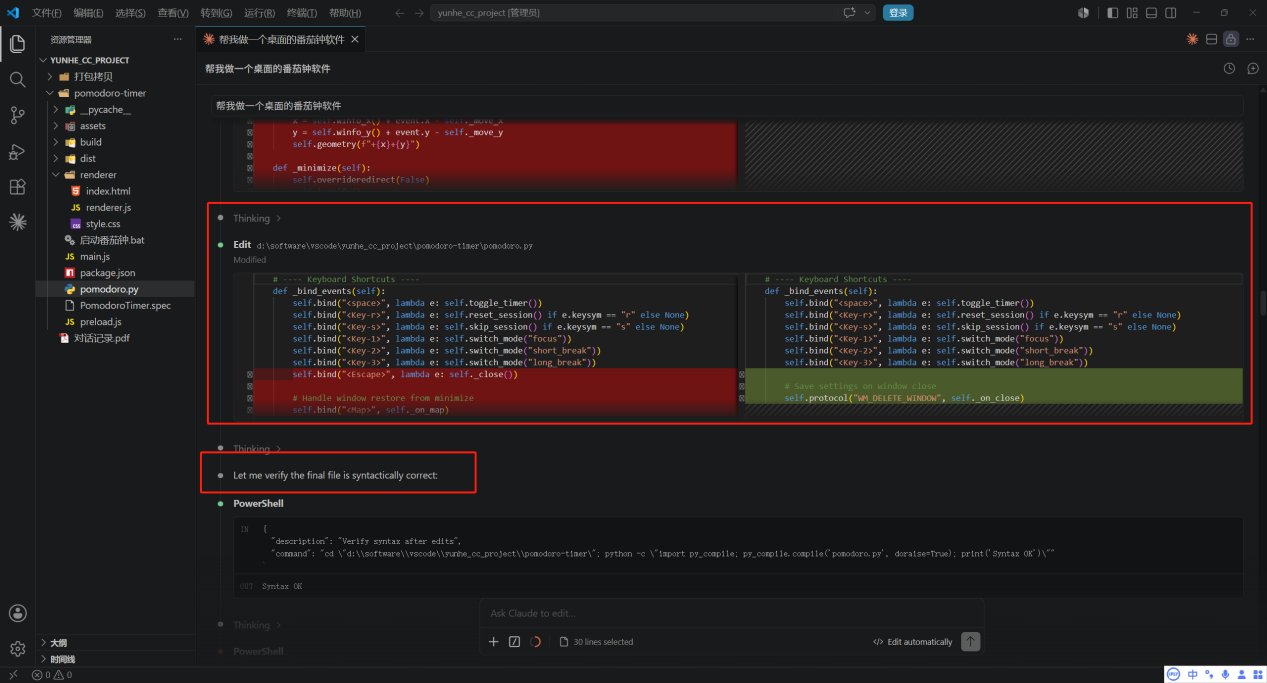 文件(F) 编辑(E) 选择(S) 查看(V) 转到(G) 运行(R) 终端(T) 帮助(H)
yunhe_cc_project [管理员]
登录
资源管理器
帮我做一个桌面的番茄钟软件
YUNHE_CC_PROJECT
打包拷贝
pomodoro-timer
__pycache__
assets
build
dist
renderer
index.html
JS renderer.js
style.css
启动番茄钟.bat
JS main.js
package.json
pomodoro.py
PomodoroTimer.spec
JS preload.js
对话记录.pdf
大纲
时间线
帮我做一个桌面的番茄钟软件
帮我做一个桌面的番茄钟软件
x = self.winfo_x() + event.x - self._move_x
y = self.winfo_y() + event.y - self._move_y
self.geometry(f"+{x}+{y}")
def _minimize(self):
self.overrideredirect(False)
Thinking
Edit d:\software\vscode\yunhe_cc_project\pomodoro-timer\pomodoro.py
Modified
# ---- Keyboard Shortcuts ----
def _bind_events(self):
self.bind("<space>", lambda e: self.toggle_timer())
self.bind("<Key-r>", lambda e: self.reset_session() if e.keysym == "r" else None)
self.bind("<Key-s>", lambda e: self.skip_session() if e.keysym == "s" else None)
self.bind("<Key-1>", lambda e: self.switch_mode("focus"))
self.bind("<Key-2>", lambda e: self.switch_mode("short_break"))
self.bind("<Key-3>", lambda e: self.switch_mode("long_break"))
self.bind("<Escape>", lambda e: self._close())
# Handle window restore from minimize
self.bind("<Map>", self._on_map)
# ---- Keyboard Shortcuts ----
def _bind_events(self):
self.bind("<space>", lambda e: self.toggle_timer())
self.bind("<Key-r>", lambda e: self.reset_session() if e.keysym == "r" else None)
self.bind("<Key-s>", lambda e: self.skip_session() if e.keysym == "s" else None)
self.bind("<Key-1>", lambda e: self.switch_mode("focus"))
self.bind("<Key-2>", lambda e: self.switch_mode("short_break"))
self.bind("<Key-3>", lambda e: self.switch_mode("long_break"))
# Save settings on window close
self.protocol("WM_DELETE_WINDOW", self._on_close)
Thinking
Let me verify the final file is syntactically correct:
PowerShell
IN {
"description": "Verify syntax after edits",
"command": "cd \"d:\\software\\vscode\\yunhe_cc_project\\pomodoro-timer\"; python -c \"import py_compile; py_compile.compile('pomodoro.py', doraise=True); print('Syntax OK')\""
OUT Syntax OK
Thinking
PowerShell
Ask Claude to edit...
30 lines selected
Edit automatically
0 0
中